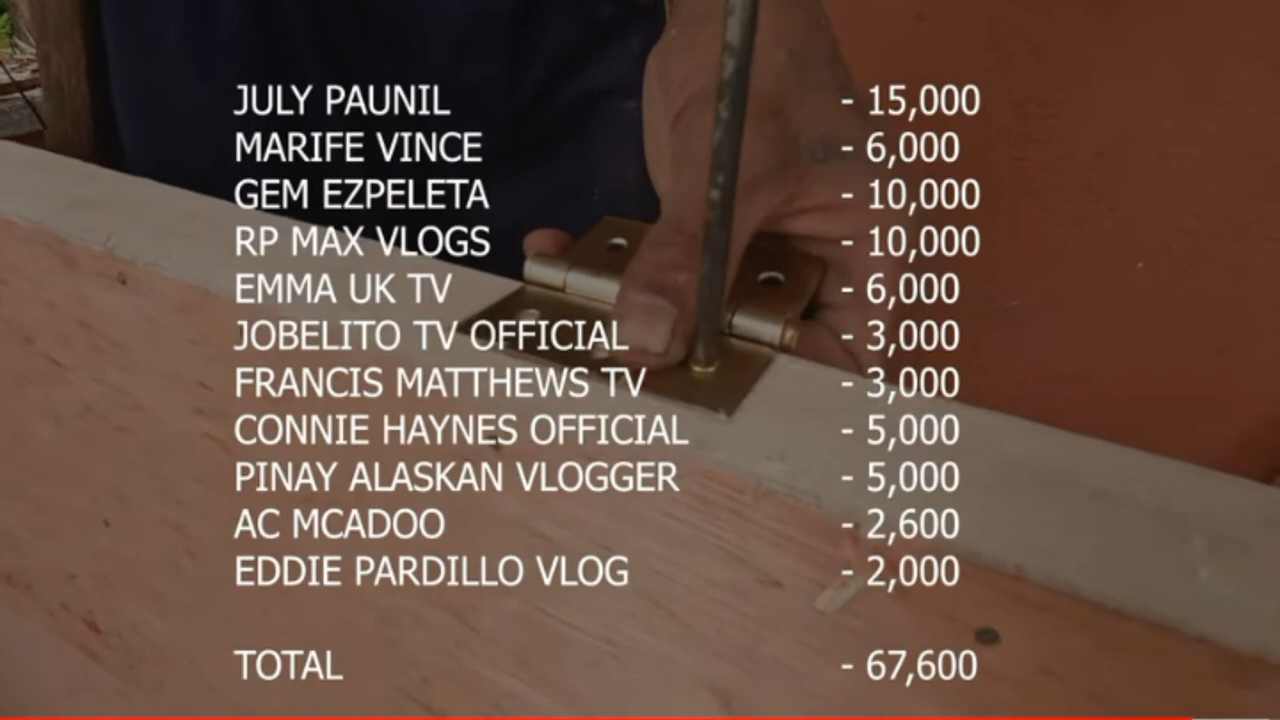 JULY PAUNIL - 15,000
MARIFE VINCE - 6,000
GEM EZPELETA - 10,000
RP MAX VLOGS - 10,000
EMMA UK TV - 6,000
JOBELITO TV OFFICIAL - 3,000
FRANCIS MATTHEWS TV - 3,000
CONNIE HAYNES OFFICIAL - 5,000
PINAY ALASKAN VLOGGER - 5,000
AC MCADOO - 2,600
EDDIE PARDILLO VLOG - 2,000
TOTAL - 67,600